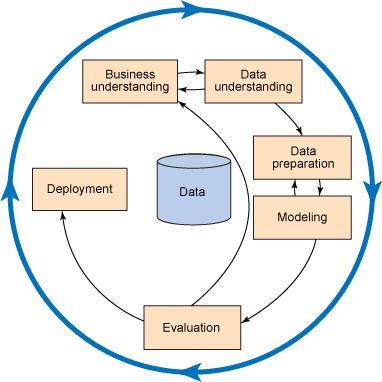 Business
understanding
Data
understanding
Data
preparation
Deployment
Data
Modeling
Evaluation